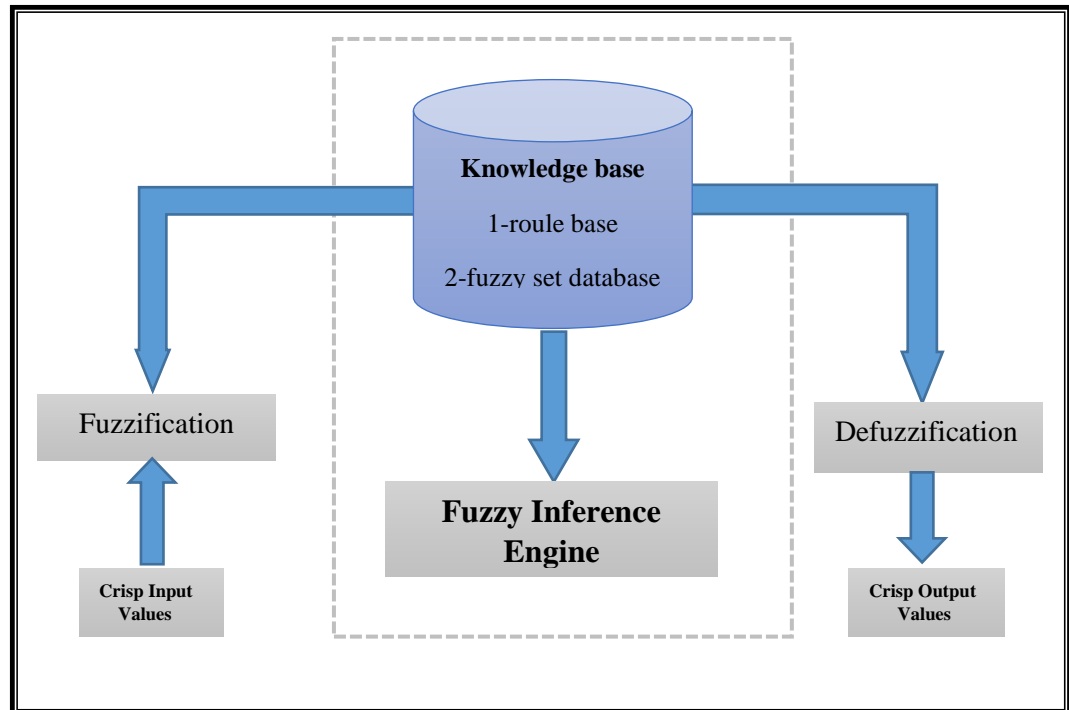 Knowledge base
1-roule base
2-fuzzy set database
Fuzzification
Defuzzification
Fuzzy Inference
Engine
Crisp Input
Values
Crisp Output
Values